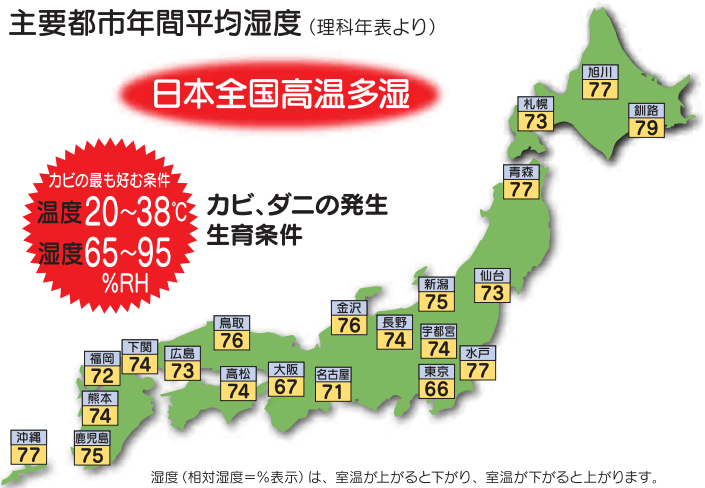 主要都市年間平均湿度（理科年表より）
日本全国高温多湿
カビの最も好む条件
温度20～38℃
湿度65～95
%RH
カビ、ダニの発生
生育条件
旭川
77
札幌
73
釧路
79
青森
77
仙台
73
新潟
75
金沢
76
長野
74
宇都宮
74
水戸
77
東京
66
鳥取
76
下関
74
広島
73
福岡
72
高松
74
大阪
67
名古屋
71
熊本
74
鹿児島
75
沖縄
77
湿度（相対湿度＝％表示）は、室温が上がると下がり、室温が下がると上がります。